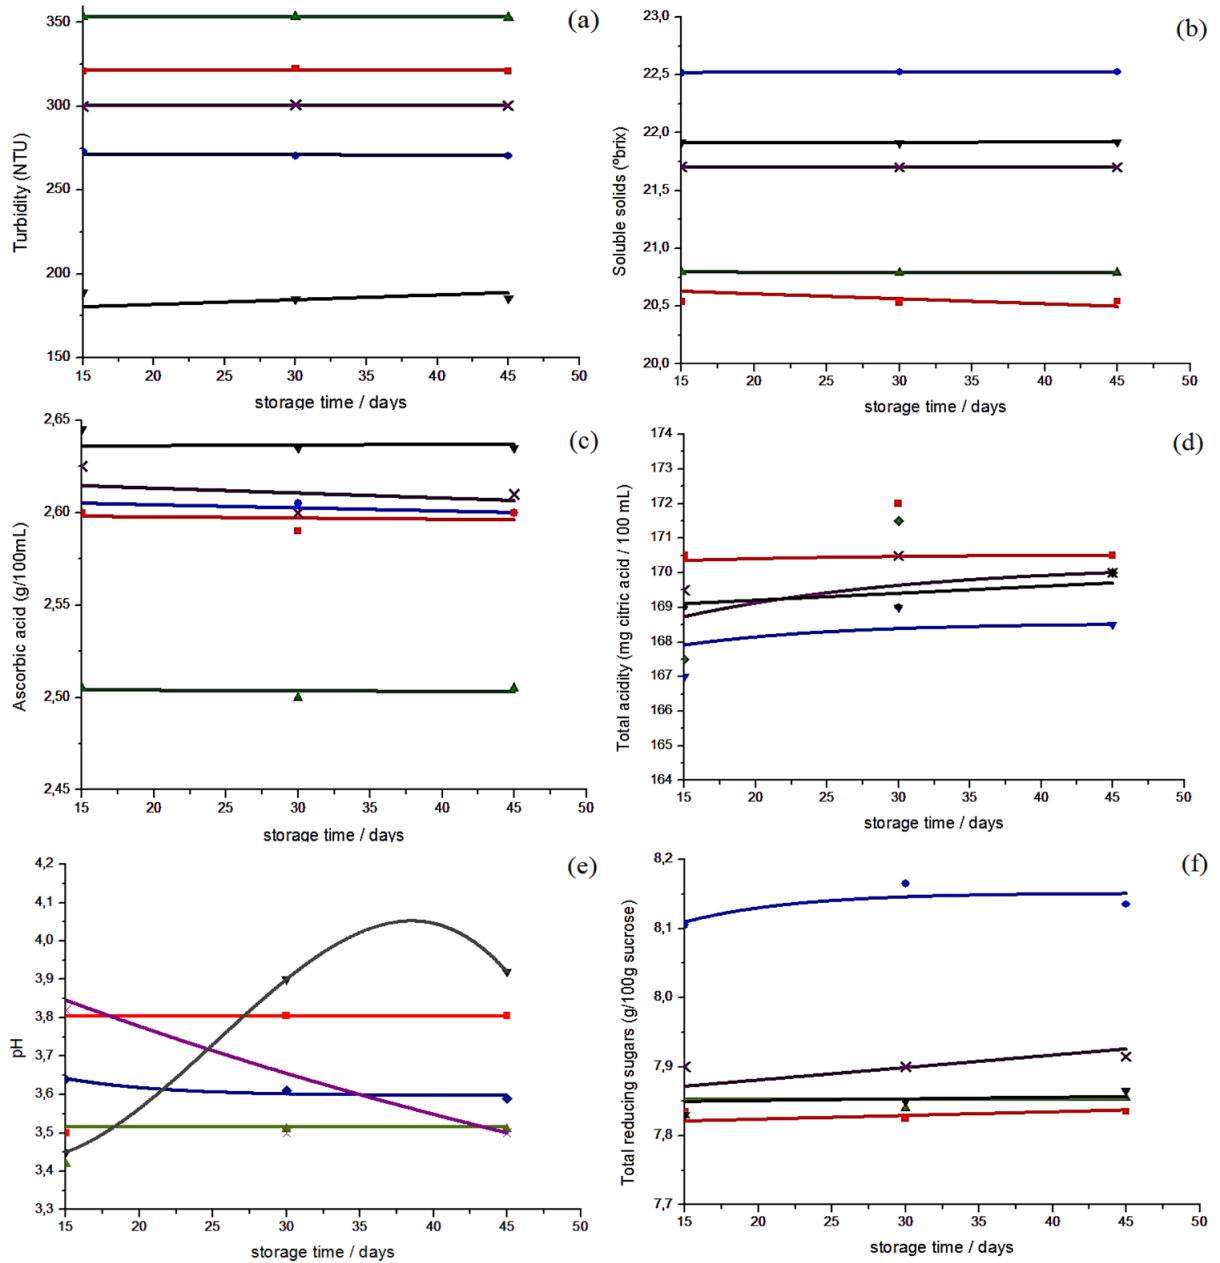 (a)
350
300
250
200
150
Turbidity (NTU)
15 20 25 30 35 40 45 50
storage time / days
(b)
23,0
22,5
22,0
21,5
21,0
20,5
20,0
Soluble solids (ºbrix)
15 20 25 30 35 40 45 50
storage time / days
(c)
2,65
2,60
2,55
2,50
2,45
Ascorbic acid (g/100mL)
15 20 25 30 35 40 45 50
storage time / days
(d)
174
173
172
171
170
169
168
167
166
165
164
Total acidity (mg citric acid / 100 mL)
15 20 25 30 35 40 45 50
storage time / days
(e)
4,2
4,1
4,0
3,9
3,8
3,7
3,6
3,5
3,4
3,3
pH
15 20 25 30 35 40 45 50
storage time / days
(f)
8,2
8,1
8,0
7,9
7,8
7,7
Total reducing sugars (g/100g sucrose)
15 20 25 30 35 40 45 50
storage time / days